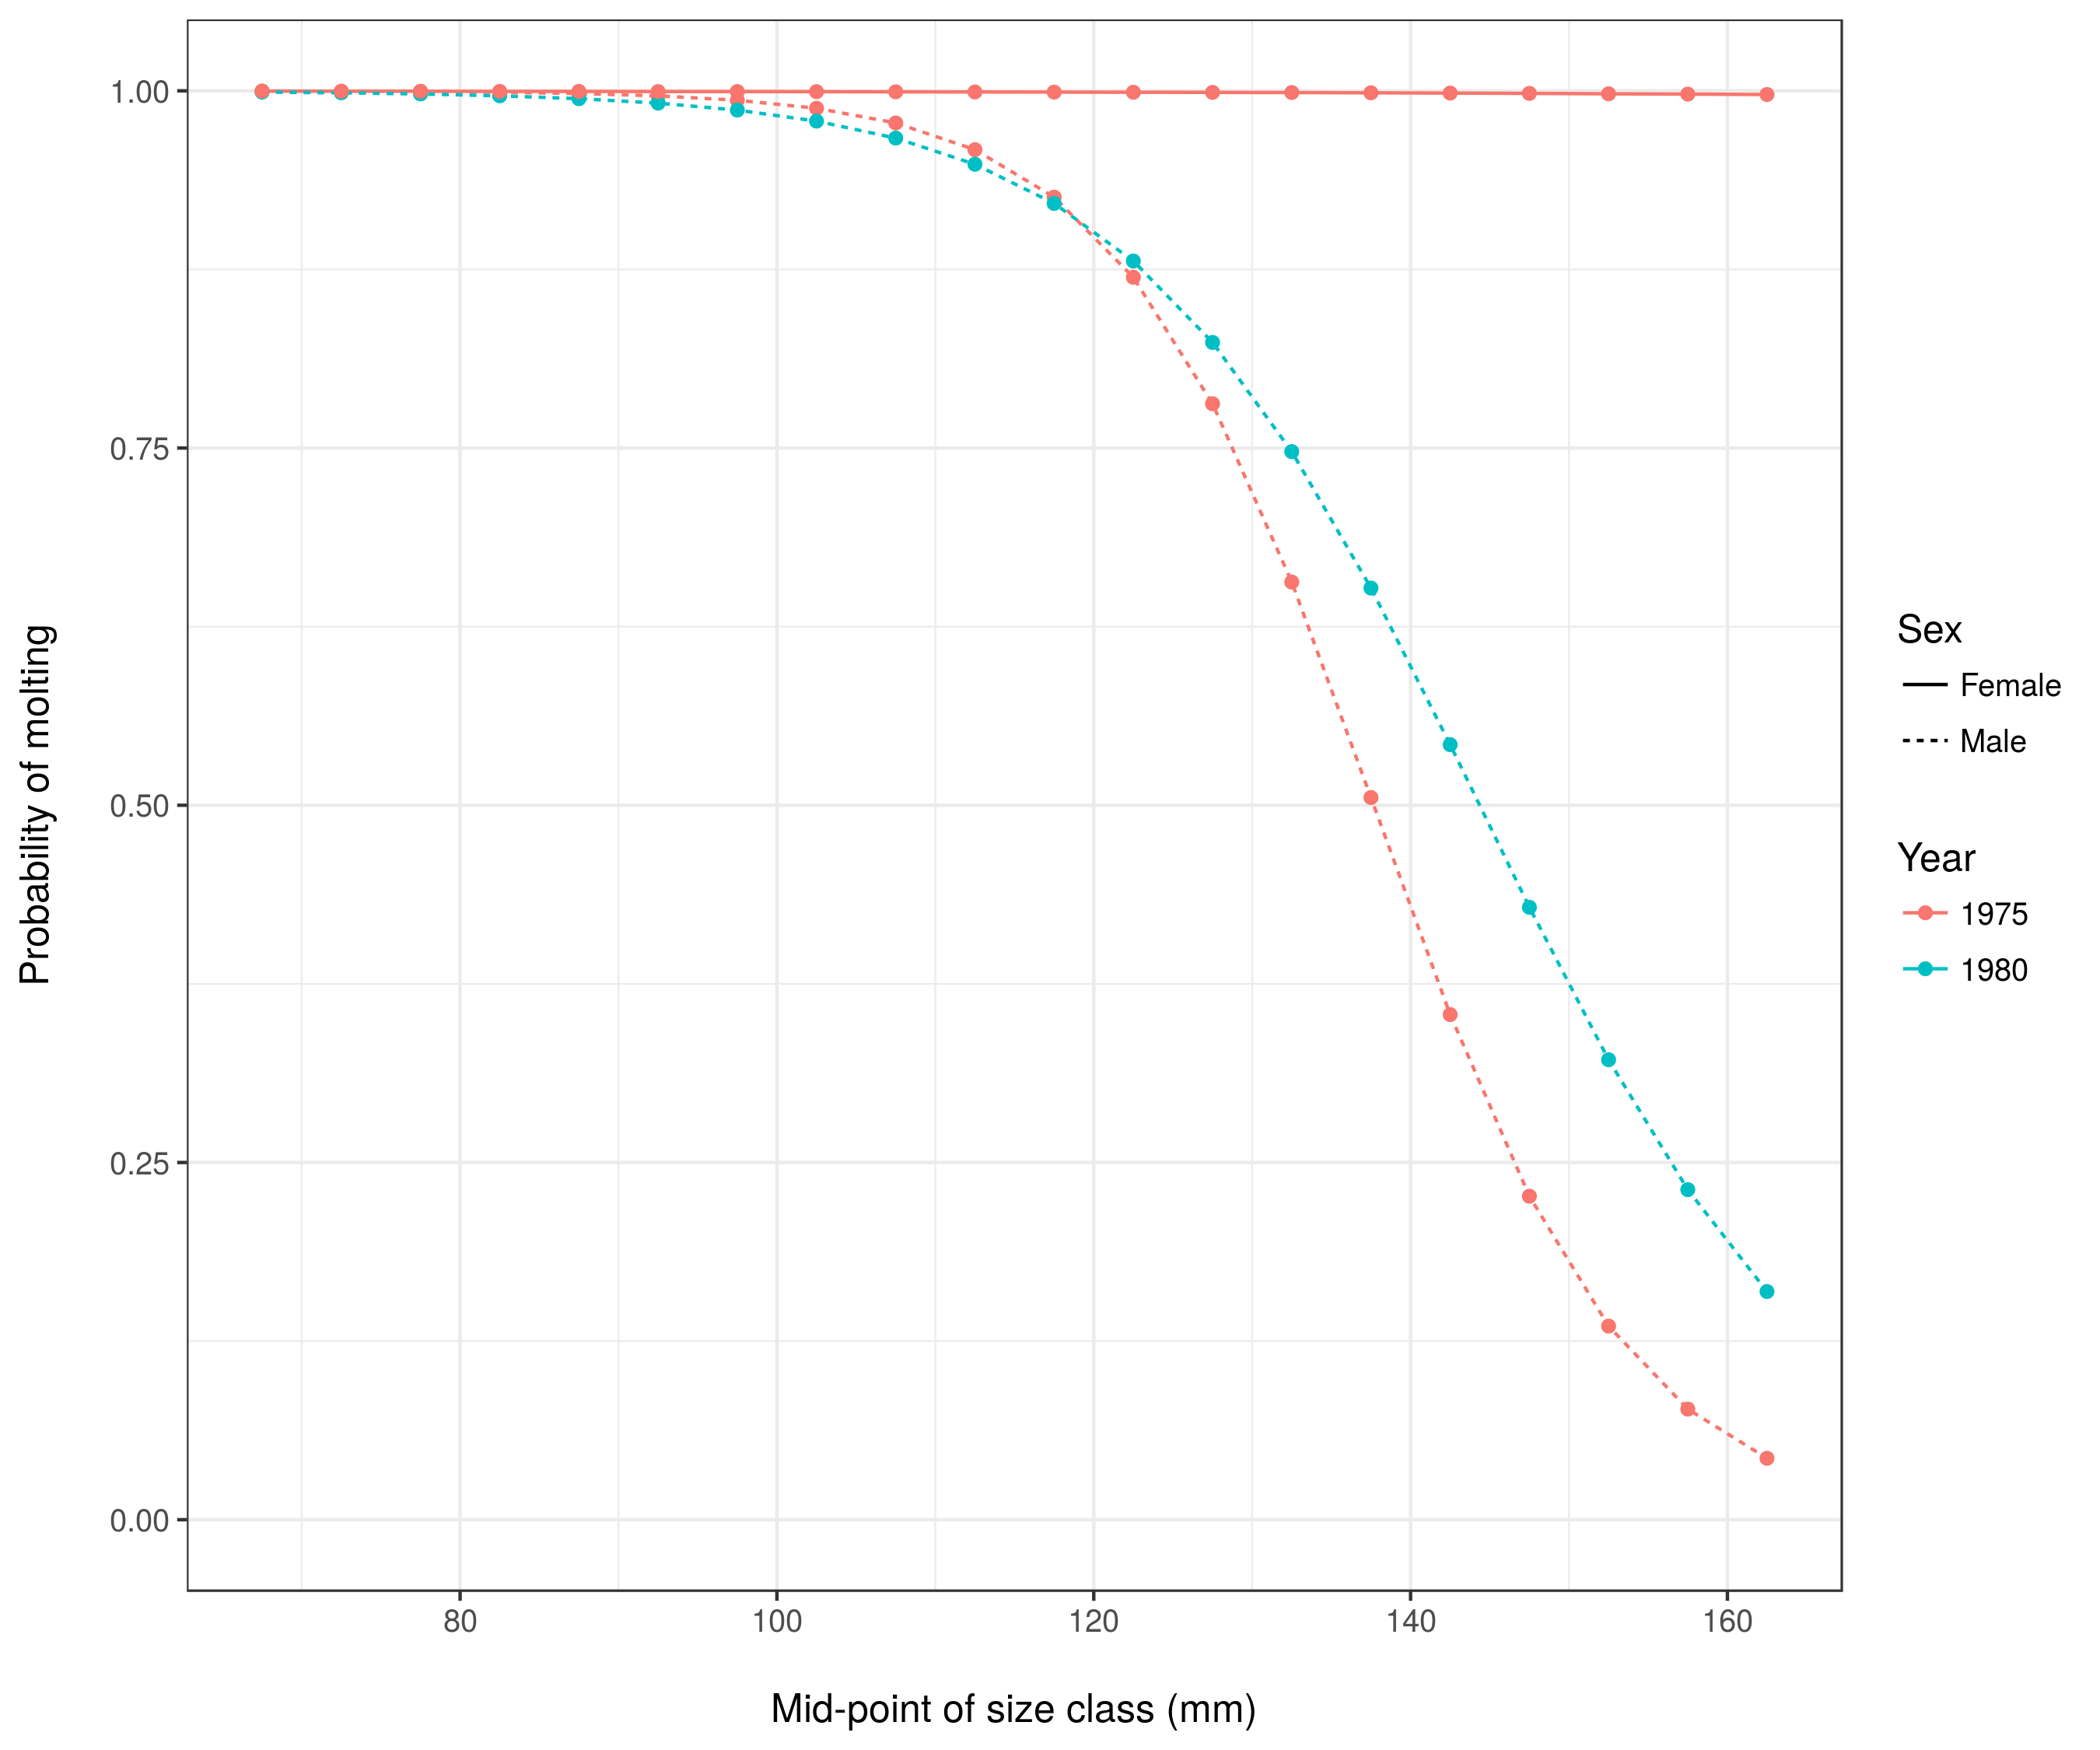 1.00
0.75
0.50
0.25
0.00
Probability of molting
80 100 120 140 160
Mid-point of size class (mm)
Sex
Female
Male
Year
1975
1980